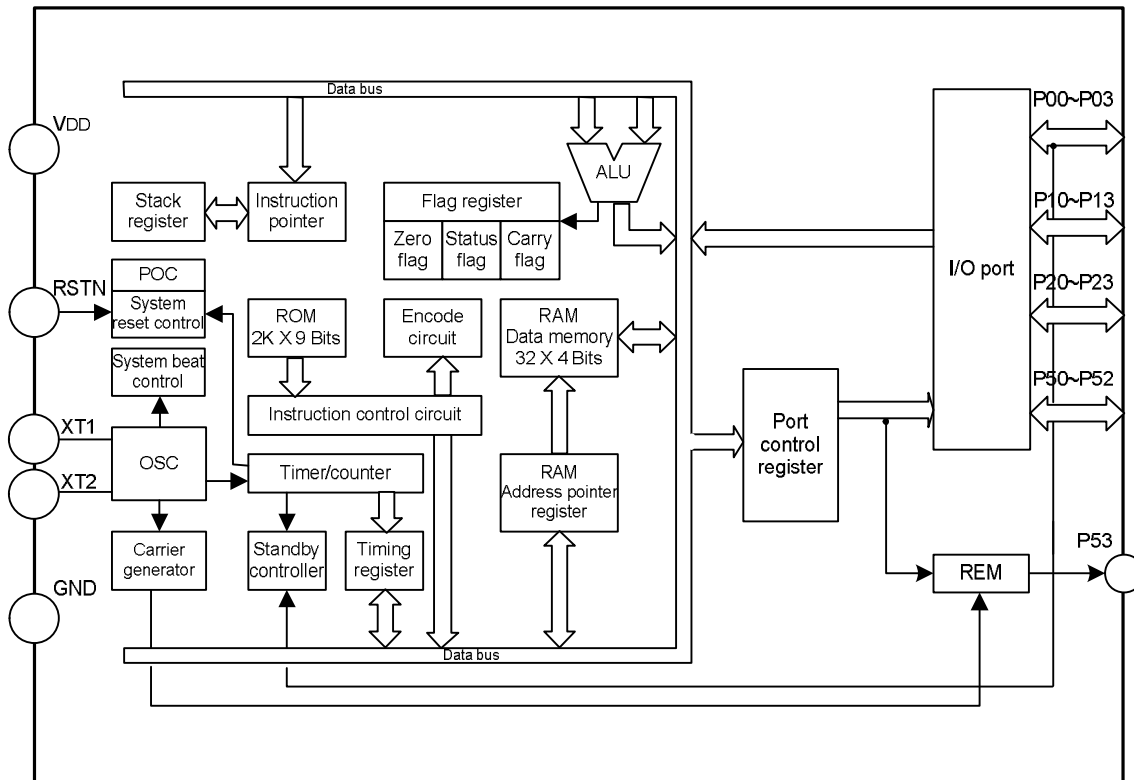 Data bus
P00~P03
VDD
ALU
Stack
register
Instruction
pointer
Flag register
Zero
flag
Status
flag
Carry
flag
P10~P13
I/O port
POC
System
reset control
RSTN
P20~P23
ROM
2K X 9 Bits
Encode
circuit
RAM
Data memory
32 X 4 Bits
System beat
control
P50~P52
Instruction control circuit
Port
control
register
XT1
OSC
XT2
Timer/counter
RAM
Address pointer
register
Carrier
generator
Standby
controller
Timing
register
P53
GND
REM
Data bus